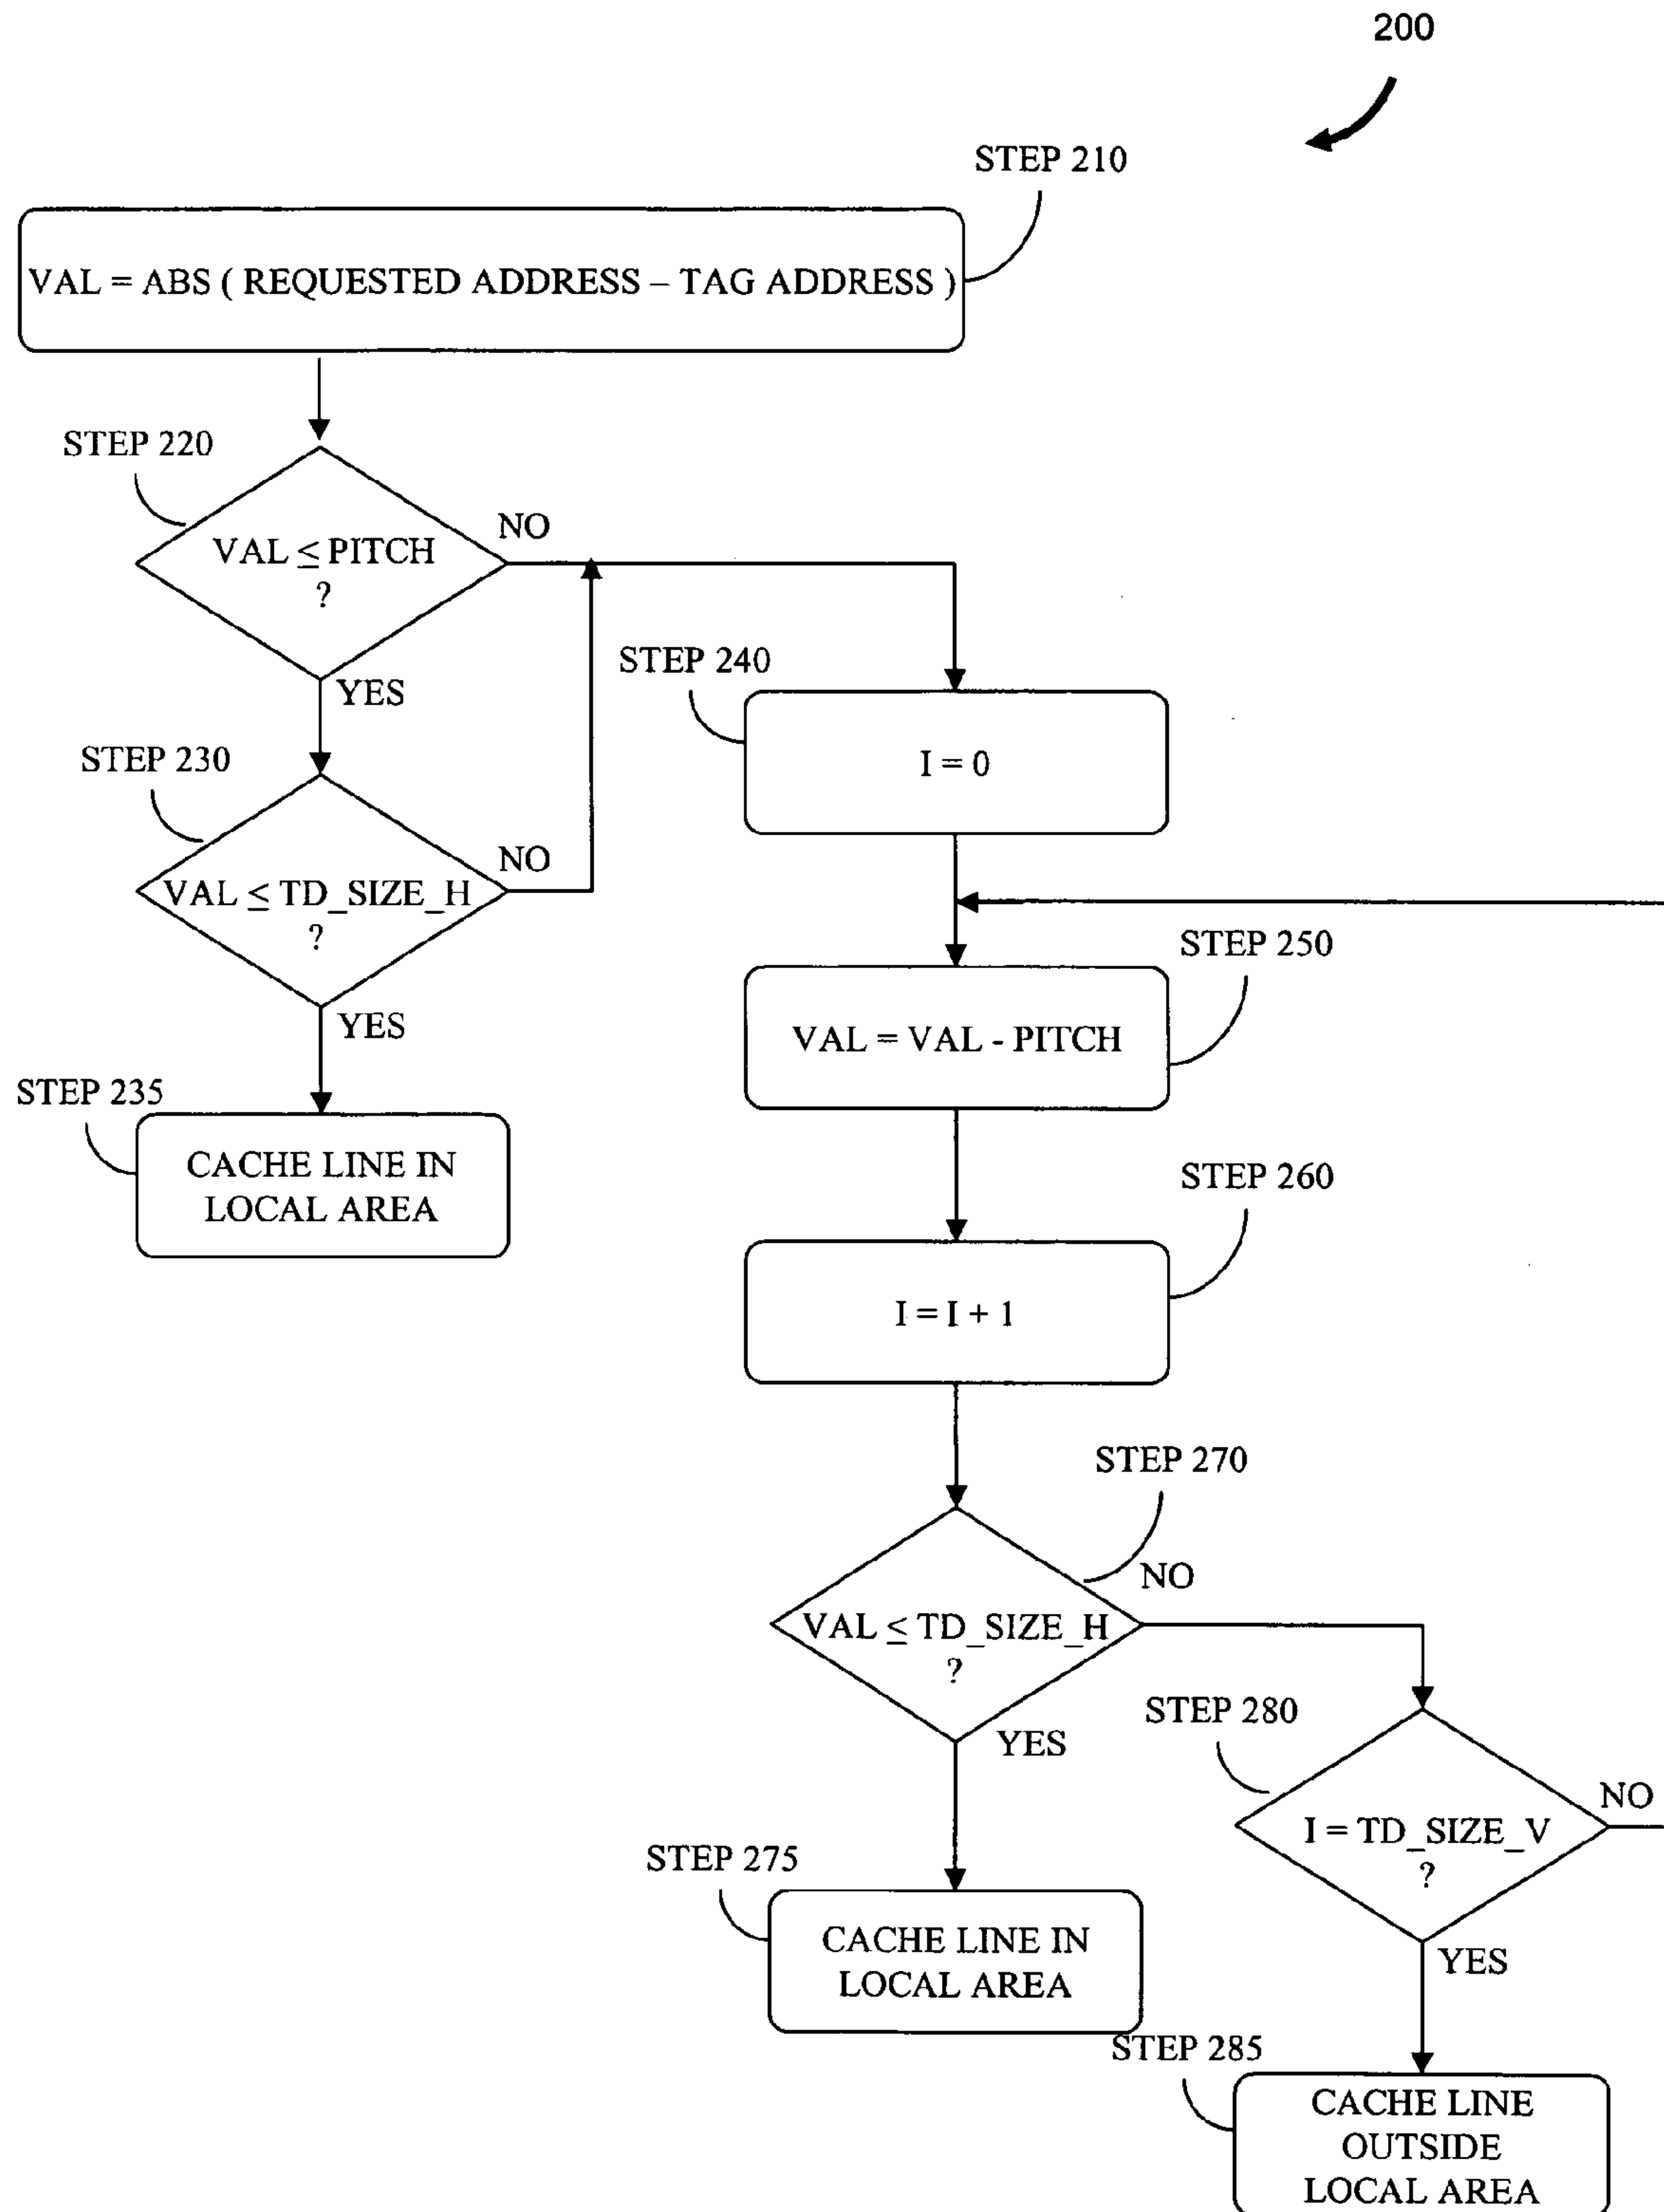 200
STEP 210
VAL = ABS ( REQUESTED ADDRESS – TAG ADDRESS )
STEP 220
NO
VAL ≤ PITCH
?
YES
STEP 240
I = 0
STEP 230
NO
VAL ≤ TD_SIZE_H
?
YES
STEP 235
CACHE LINE IN
LOCAL AREA
STEP 250
VAL = VAL - PITCH
STEP 260
I = I + 1
STEP 270
NO
VAL ≤ TD_SIZE_H
?
YES
STEP 275
CACHE LINE IN
LOCAL AREA
STEP 280
NO
I = TD_SIZE_V
?
YES
STEP 285
CACHE LINE
OUTSIDE
LOCAL AREA